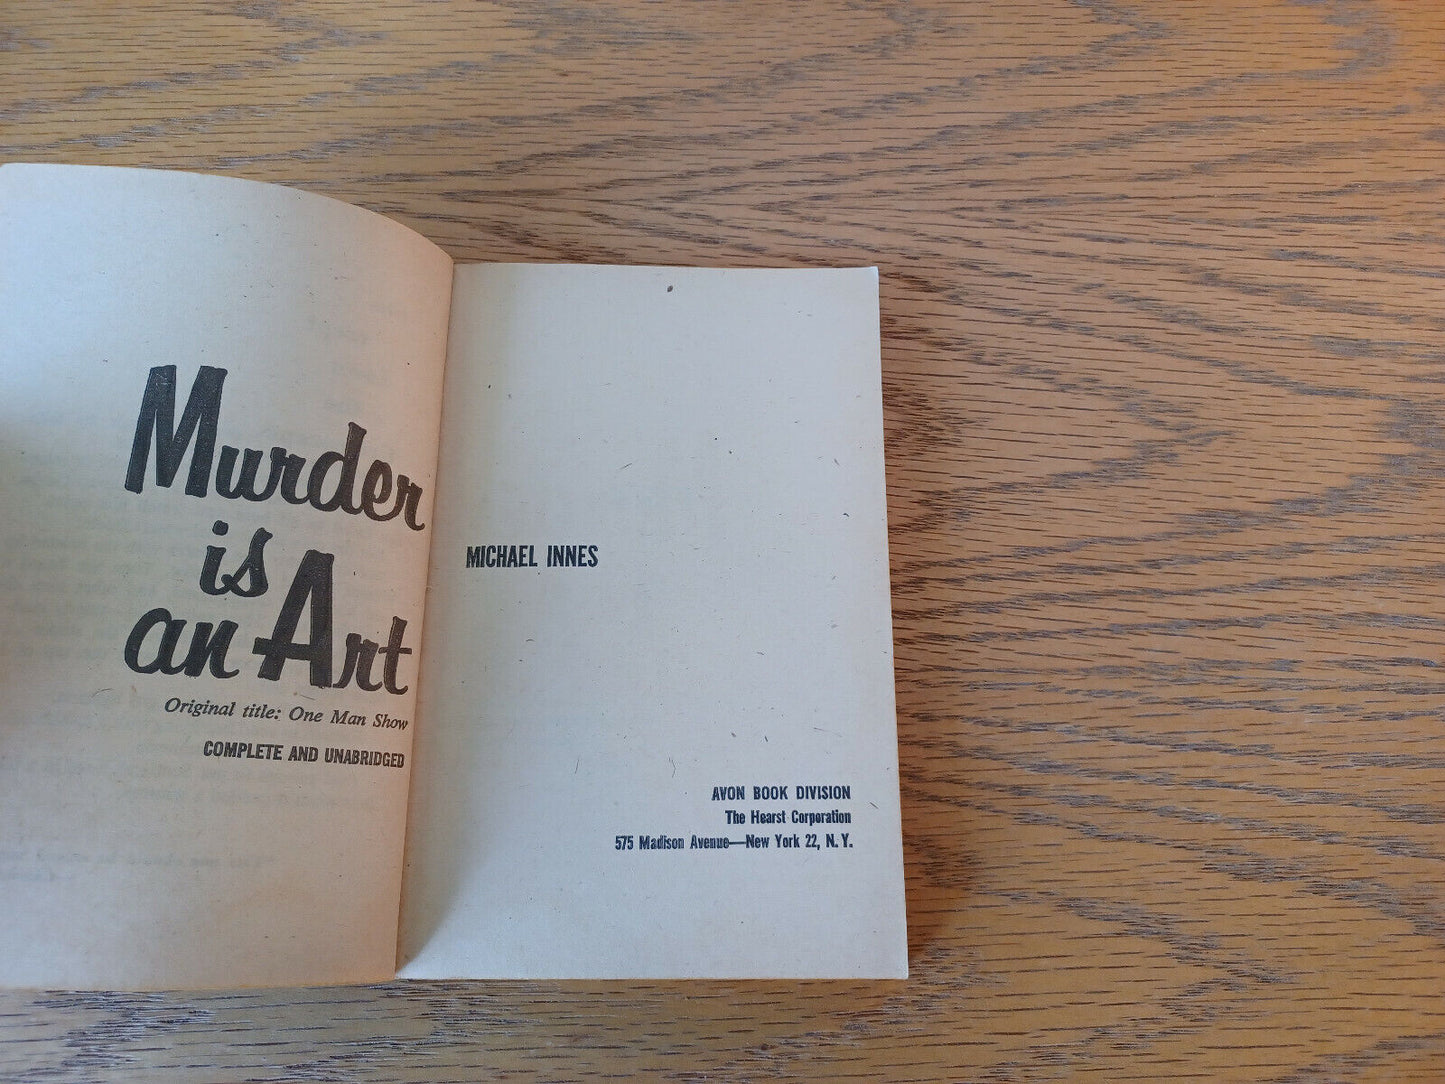 Murder
is
an Art
Original title: One Man Show
COMPLETE AND UNABRIDGED
MICHAEL INNES
AVON BOOK DIVISION
The Hearst Corporation
575 Madison Avenue—New York 22, N. Y.